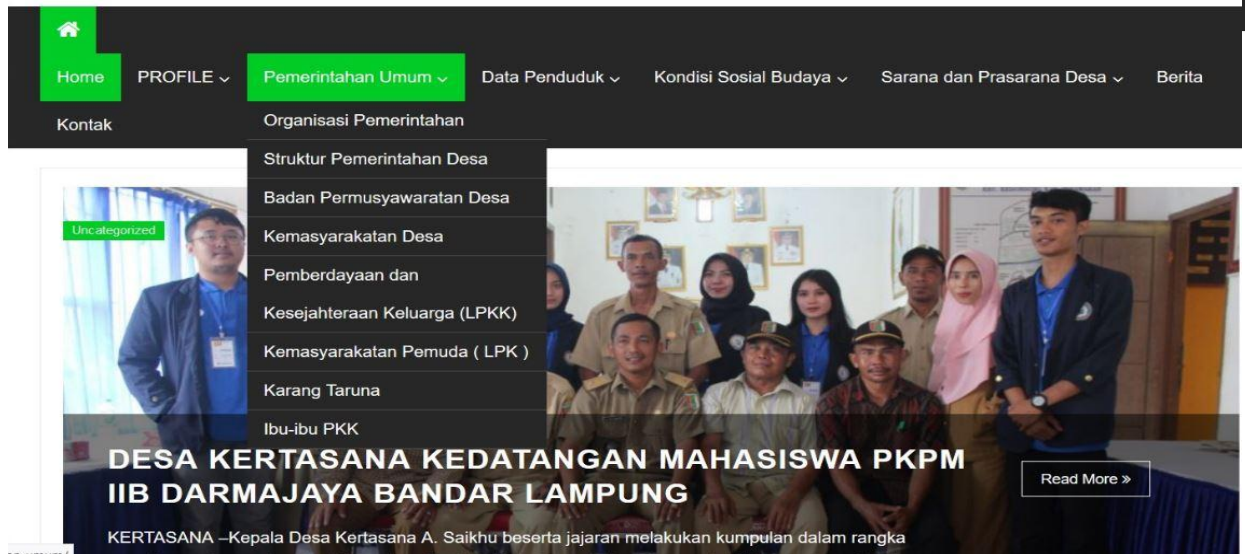 Home PROFILE Pemerintahan Umum Data Penduduk Kondisi Sosial Budaya Sarana dan Prasarana Desa Berita
Kontak
Organisasi Pemerintahan
Struktur Pemerintahan Desa
Badan Permusyawaratan Desa
Kemasyarakatan Desa
Pemberdayaan dan
Kesejahteraan Keluarga (LPKK)
Kemasyarakatan Pemuda ( LPK )
Karang Taruna
Ibu-ibu PKK
Uncategorized
DESA KERTASANA KEDATANGAN MAHASISWA PKPM
IIB DARMAJAYA BANDAR LAMPUNG
Read More »
KERTASANA –Kepala Desa Kertasana A. Saikhu beserta jajaran melakukan kumpulan dalam rangka